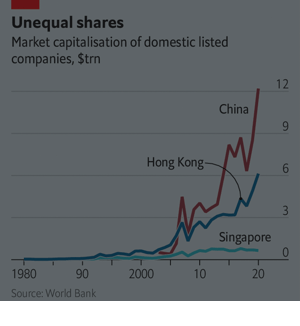 Unequal shares
Market capitalisation of domestic listed
companies, $trn
12
China
9
Hong Kong
6
3
Singapore
0
1980 90 2000 10 20
Source: World Bank